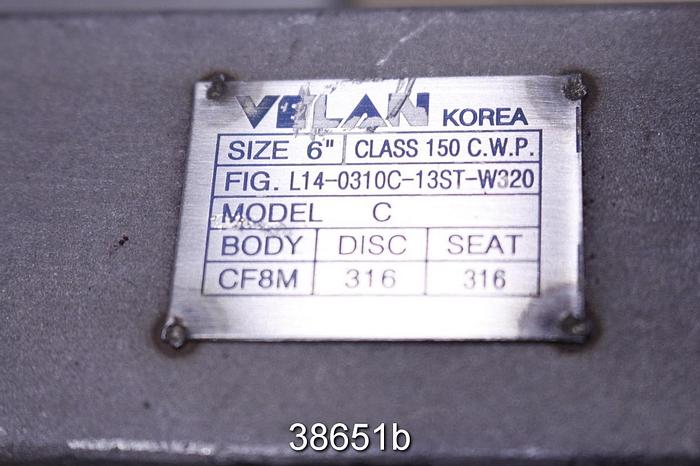 VELAN KOREA
SIZE 6" CLASS 150 C.W.P.
FIG. L14-0310C-13ST-W320
MODEL C
BODY DISC SEAT
CF8M 316 316
38651b